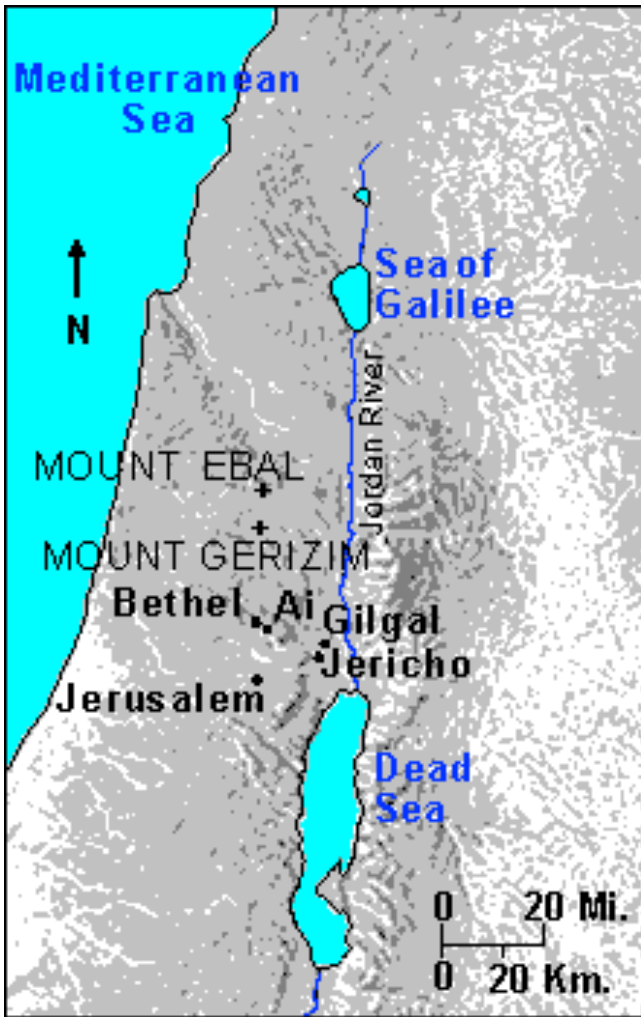 Mediterranean
Sea
N
Sea of
Galilee
Jordan River
MOUNT EBAL
MOUNT GERIZIM
Bethel
Ai
Gilgal
Jericho
Jerusalem
Dead
Sea
0 20 Mi.
0 20 Km.